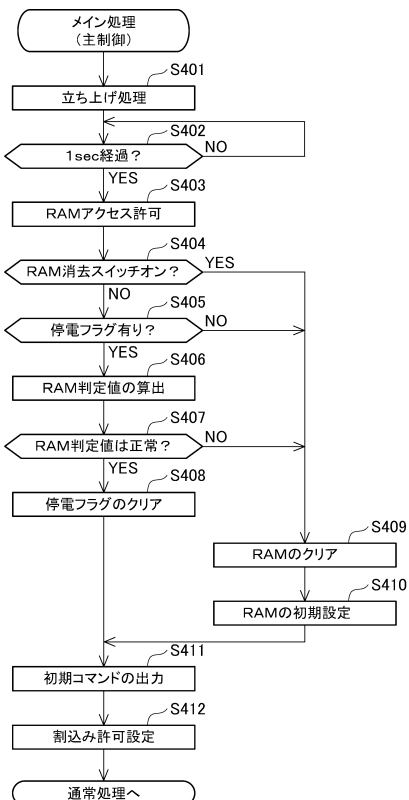 メイン処理
(主制御)
S401
立ち上げ処理
S402
1sec経過？
NO
YES
S403
RAMアクセス許可
S404
RAM消去スイッチオン？
YES
NO
S405
停電フラグ有り？
NO
YES
S406
RAM判定値の算出
S407
RAM判定値は正常？
NO
YES
S408
停電フラグのクリア
S409
RAMのクリア
S410
RAMの初期設定
S411
初期コマンドの出力
S412
割込み許可設定
通常処理へ